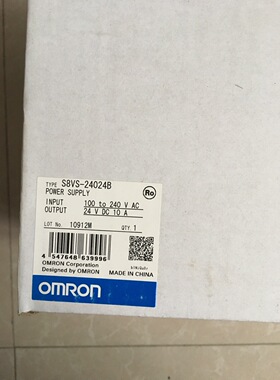 TYPE S8VS-24024B
POWER SUPPLY
Ro
INPUT 100 to 240 V AC
OUTPUT 24 V DC 10 A
LOT No. 10912M QTY. 1
4 547648 639996
OMRON Corporation
Designed by OMRON
MADE IN CHINA
OMRON